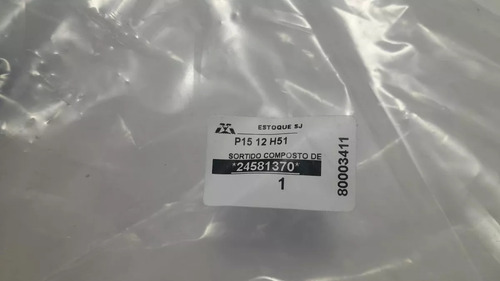 ESTOQUE SJ
P15 12 H51
SORTIDO COMPOSTO DE
*24581370*
1
80003411